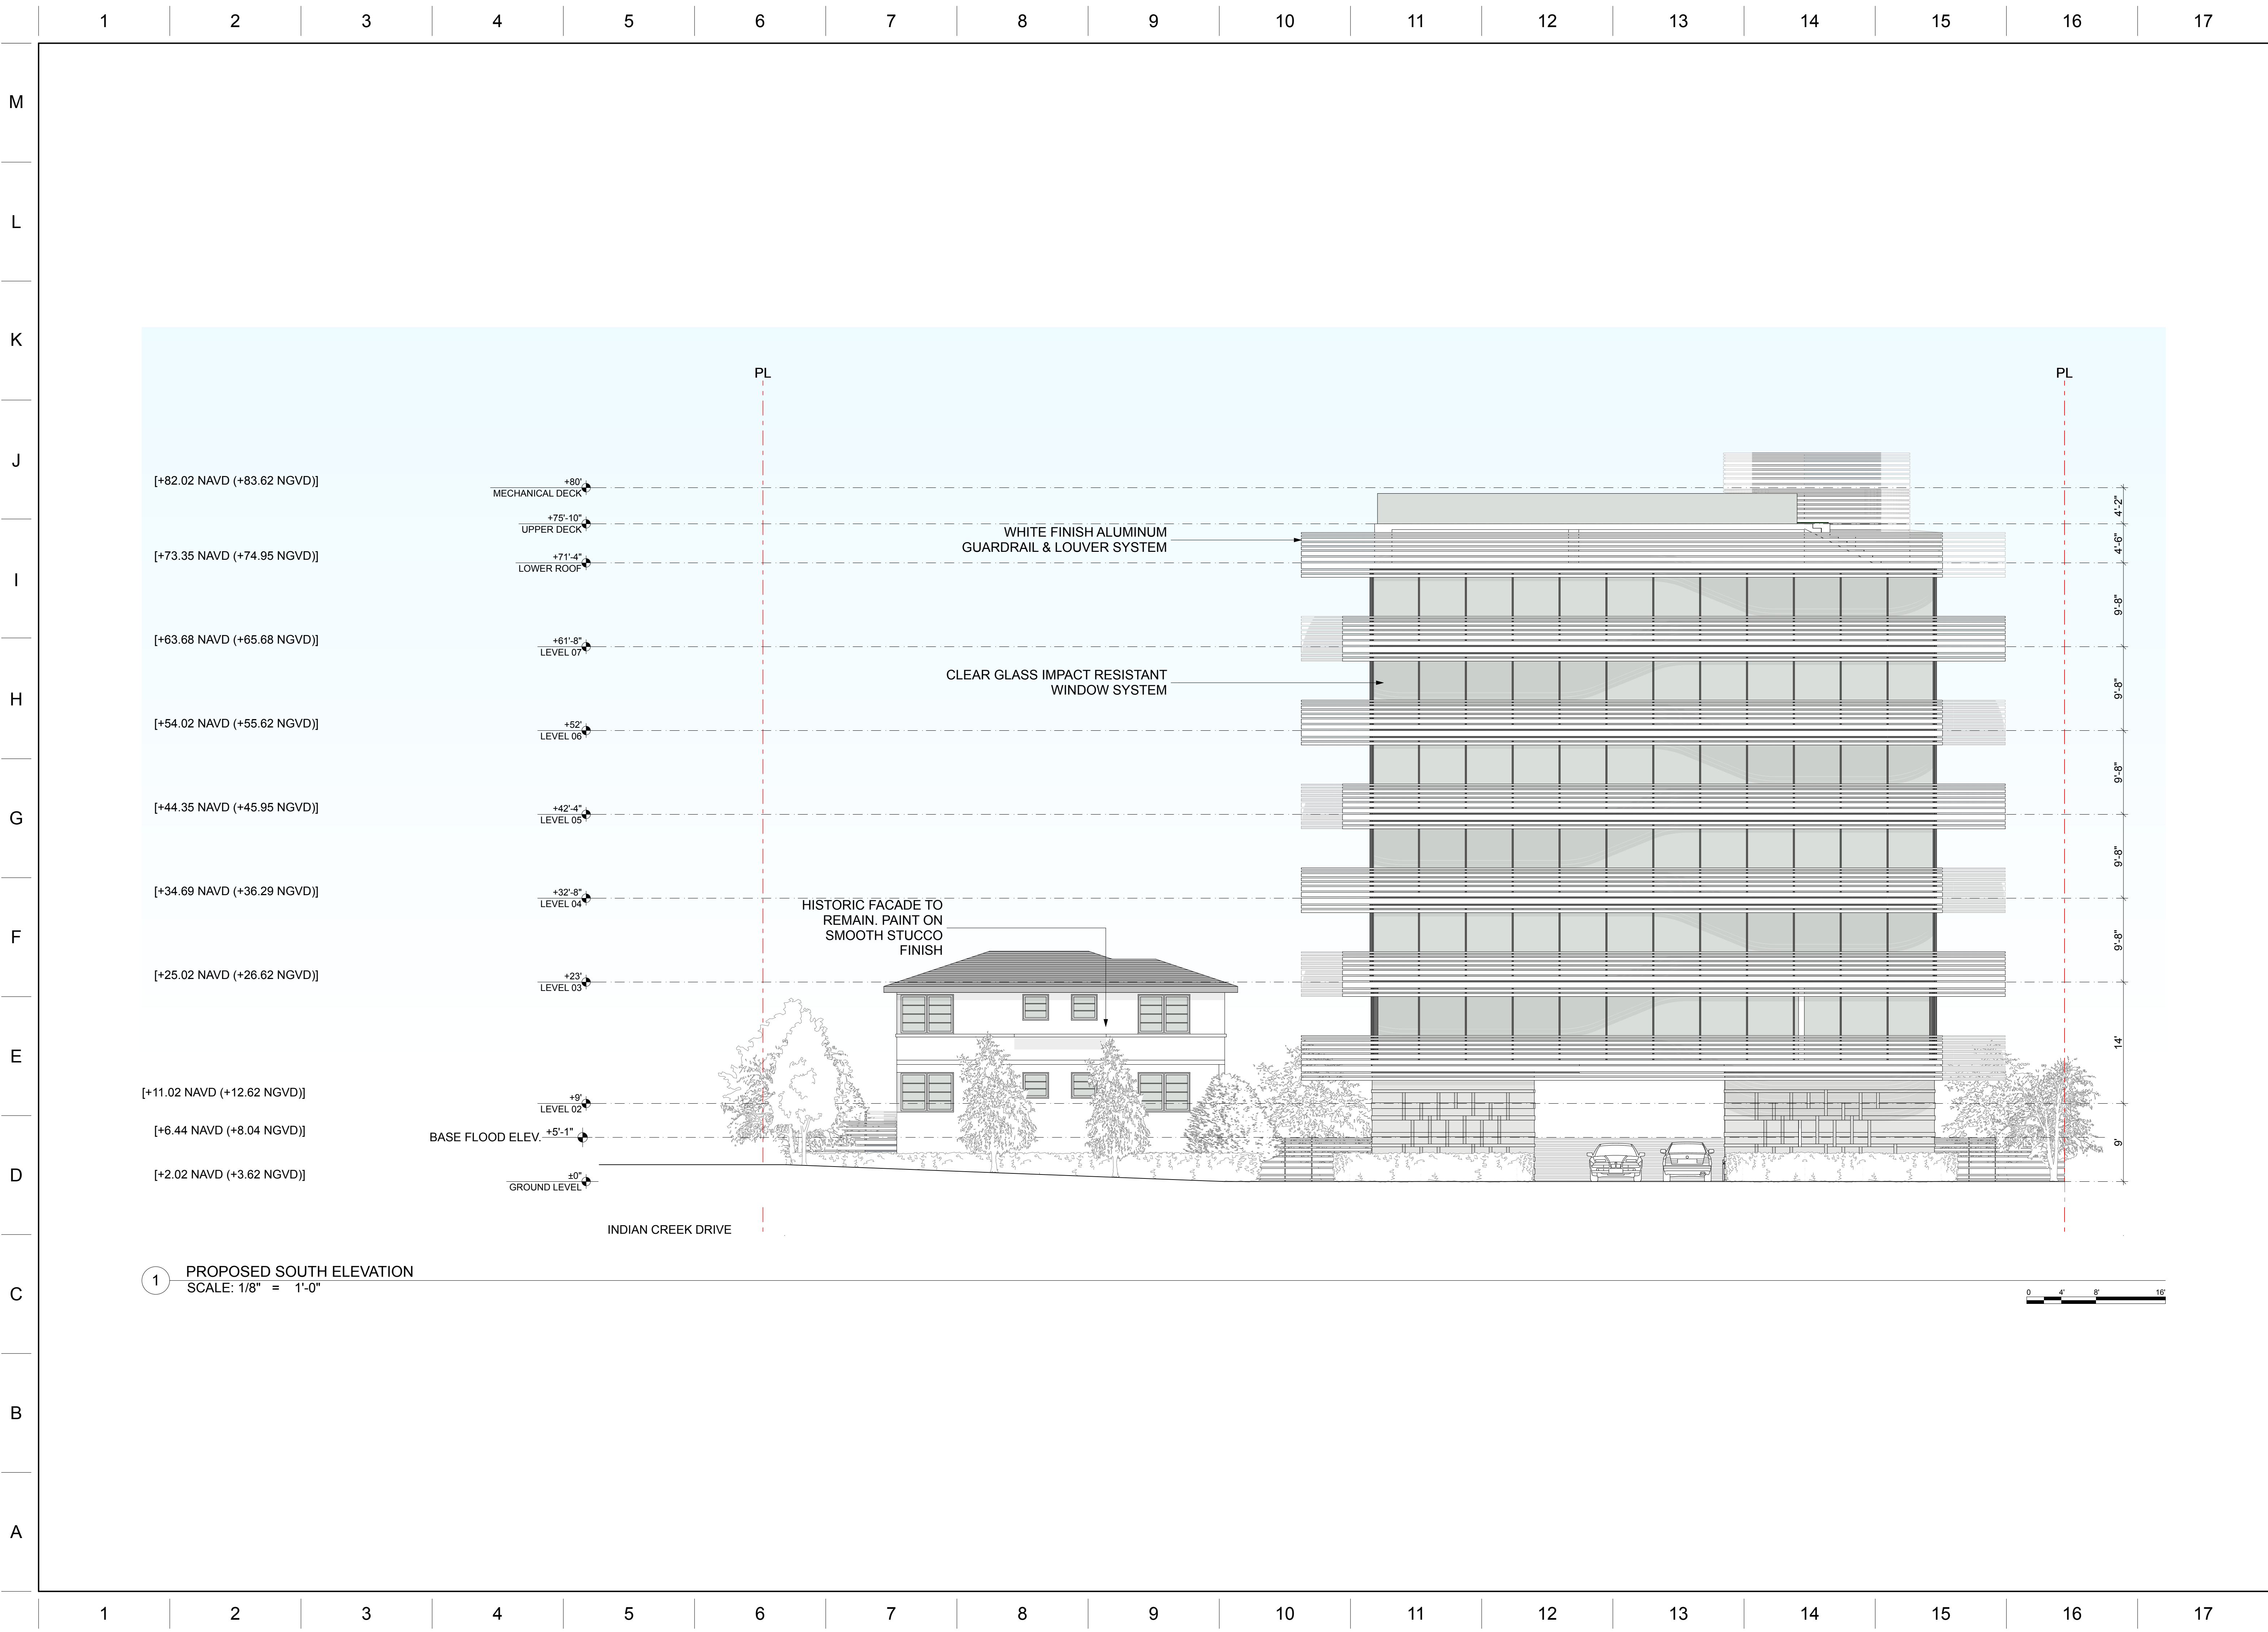 1 2 3 4 5 6 7 8 9 10 11 12 13 14 15 16 17
M
L
K
J
I
H
G
F
E
D
C
B
A
PL
PL
[+82.02 NAVD (+83.62 NGVD)]
+80'
MECHANICAL DECK
4'-2"
+75'-10"
UPPER DECK
WHITE FINISH ALUMINUM
GUARDRAIL & LOUVER SYSTEM
4'-6"
[+73.35 NAVD (+74.95 NGVD)]
+71'-4"
LOWER ROOF
9'-8"
[+63.68 NAVD (+65.68 NGVD)]
+61'-8"
LEVEL 07
CLEAR GLASS IMPACT RESISTANT
WINDOW SYSTEM
9'-8"
[+54.02 NAVD (+55.62 NGVD)]
+52'
LEVEL 06
9'-8"
[+44.35 NAVD (+45.95 NGVD)]
+42'-4"
LEVEL 05
9'-8"
[+34.69 NAVD (+36.29 NGVD)]
+32'-8"
LEVEL 04
HISTORIC FACADE TO
REMAIN. PAINT ON
SMOOTH STUCCO
FINISH
9'-8"
[+25.02 NAVD (+26.62 NGVD)]
+23'
LEVEL 03
14'
[+11.02 NAVD (+12.62 NGVD)]
+9'
LEVEL 02
[+6.44 NAVD (+8.04 NGVD)]
BASE FLOOD ELEV. +5'-1"
9'
[+2.02 NAVD (+3.62 NGVD)]
±0"
GROUND LEVEL
INDIAN CREEK DRIVE
1
PROPOSED SOUTH ELEVATION
SCALE: 1/8" = 1'-0"
0 4' 8' 16'
1 2 3 4 5 6 7 8 9 10 11 12 13 14 15 16 17